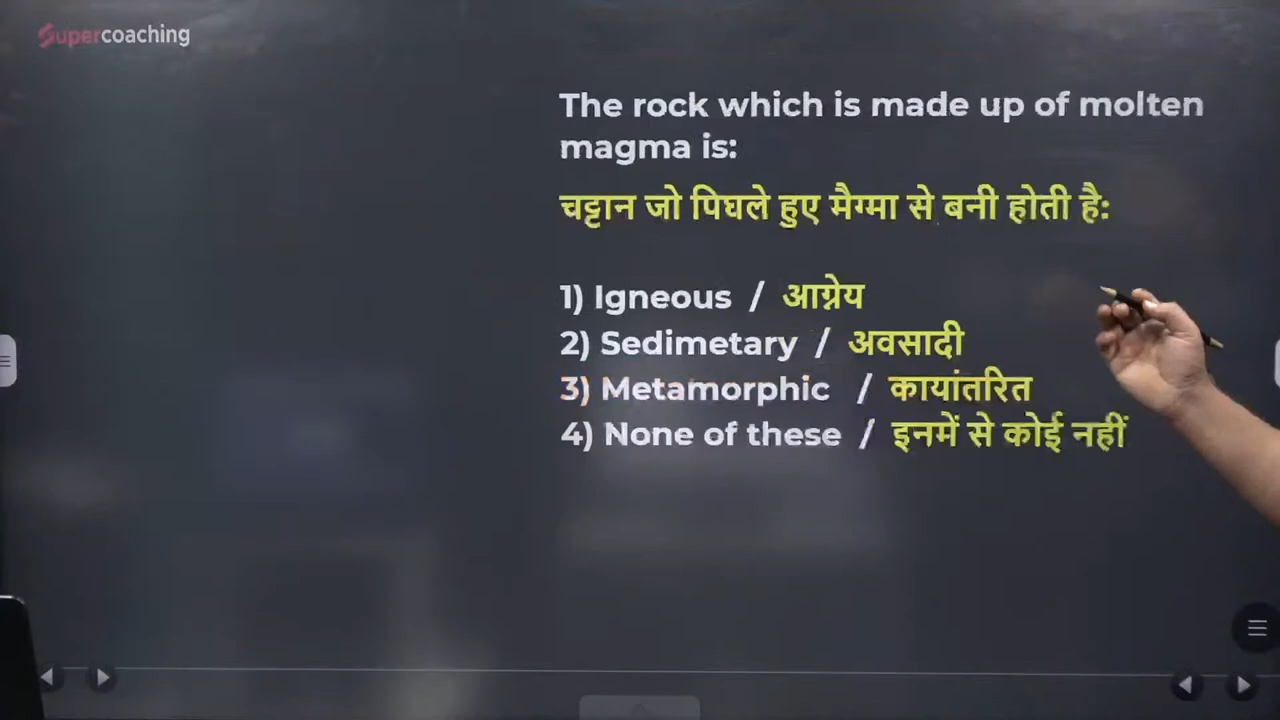 Supercoaching
The rock which is made up of molten
magma is:
चट्टान जो पिघले हुए मैग्मा से बनी होती है:
1) Igneous / आग्नेय
2) Sedimetary / अवसादी
3) Metamorphic / कायांतरित
4) None of these / इनमें से कोई नहीं